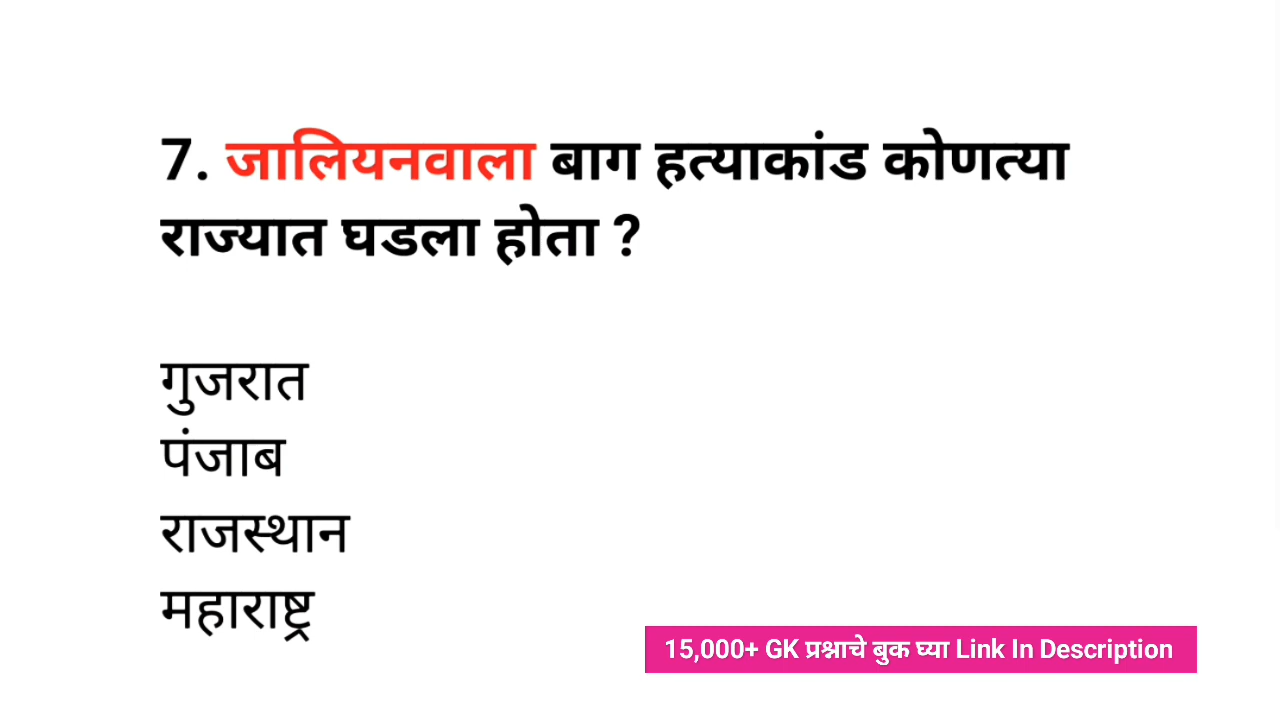 7. जालियनवाला बाग हत्याकांड कोणत्या
राज्यात घडला होता ?
गुजरात
पंजाब
राजस्थान
महाराष्ट्र
15,000+ GK प्रश्नाचे बुक घ्या Link In Description